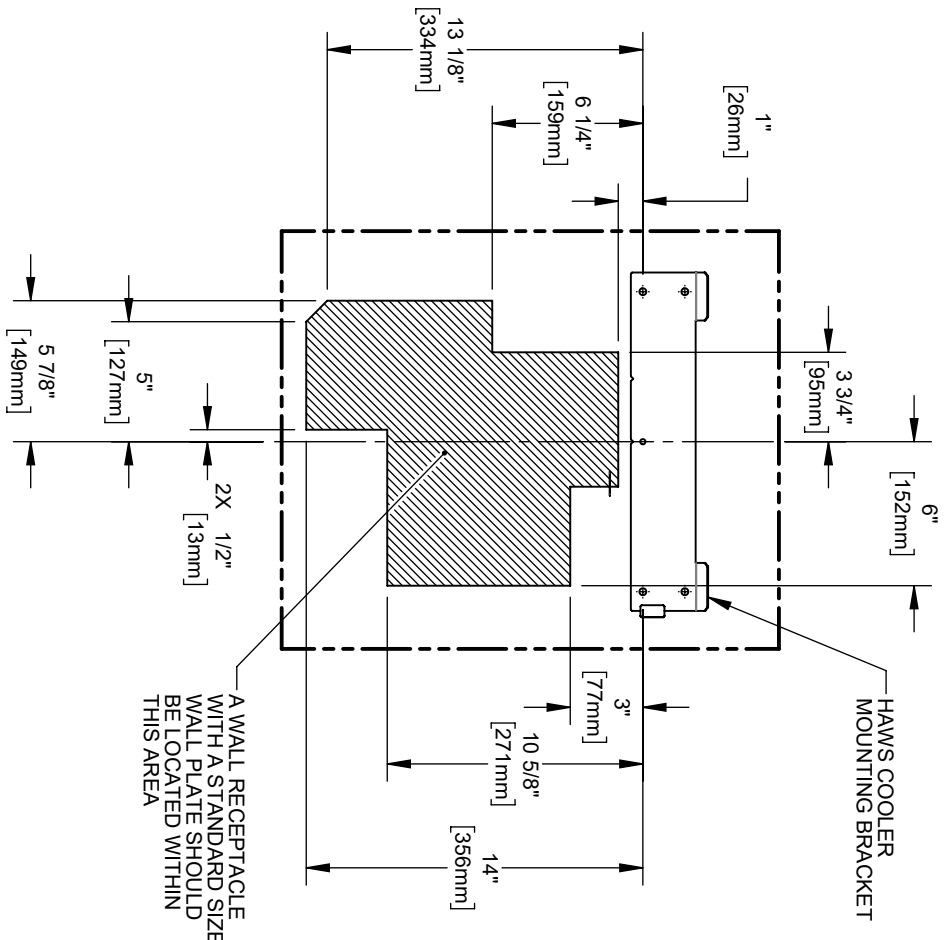 HAWS COOLER
MOUNTING BRACKET
6"
[152mm]
3 3/4"
[95mm]
1"
[26mm]
6 1/4"
[159mm]
13 1/8"
[334mm]
3"
[77mm]
10 5/8"
[271mm]
14"
[356mm]
2X 1/2"
[13mm]
5"
[127mm]
5 7/8"
[149mm]
A WALL RECEPTACLE
WITH A STANDARD SIZE
WALL PLATE SHOULD
BE LOCATED WITHIN
THIS AREA